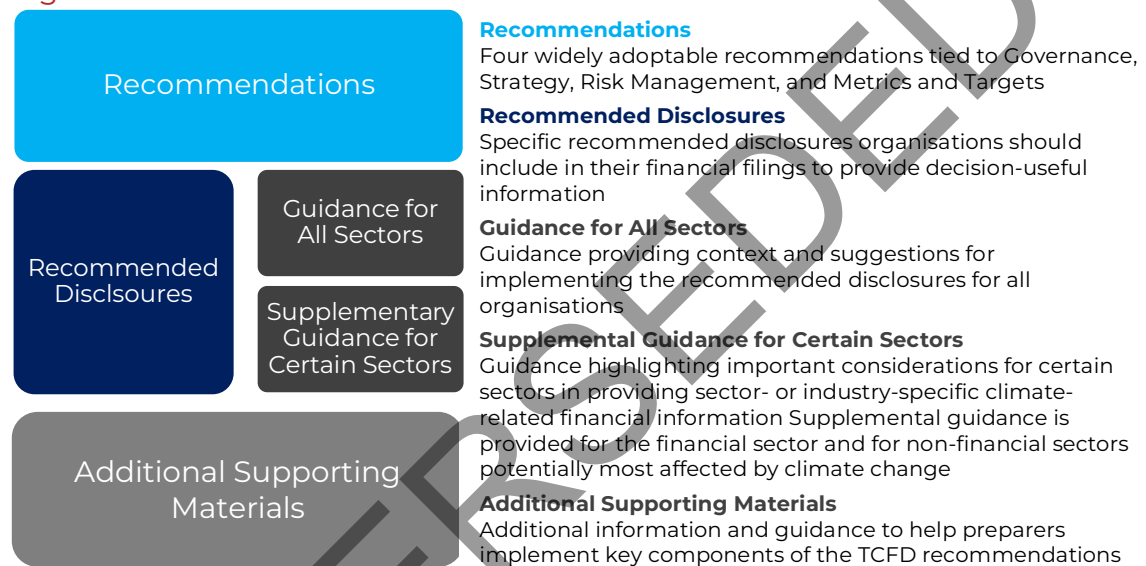 Recommendations
Recommended
Disclsoures
Guidance for
All Sectors
Supplementary
Guidance for
Certain Sectors
Additional Supporting
Materials
Recommendations
Four widely adoptable recommendations tied to Governance,
Strategy, Risk Management, and Metrics and Targets
Recommended Disclosures
Specific recommended disclosures organisations should
include in their financial filings to provide decision-useful
information
Guidance for All Sectors
Guidance providing context and suggestions for
implementing the recommended disclosures for all
organisations
Supplemental Guidance for Certain Sectors
Guidance highlighting important considerations for certain
sectors in providing sector- or industry-specific climate-
related financial information Supplemental guidance is
provided for the financial sector and for non-financial sectors
potentially most affected by climate change
Additional Supporting Materials
Additional information and guidance to help preparers
implement key components of the TCFD recommendations
ERSEDED